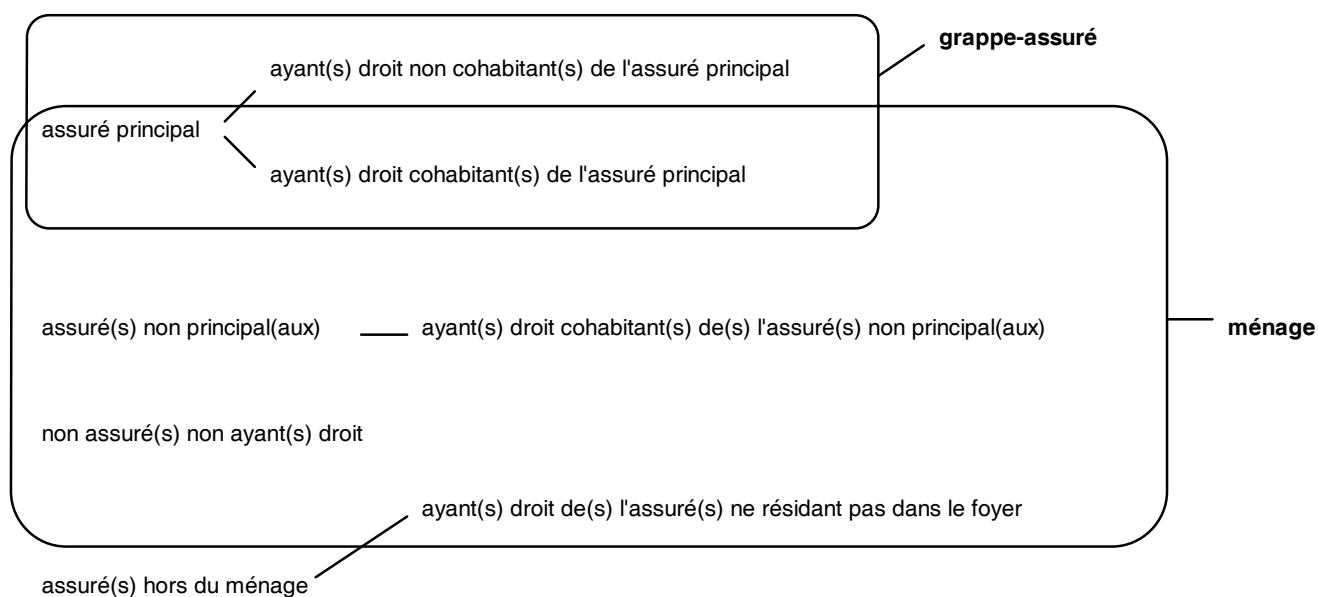 grappe-assuré
ayant(s) droit non cohabitant(s) de l'assuré principal
assuré principal
ayant(s) droit cohabitant(s) de l'assuré principal
assuré(s) non principal(aux)
ayant(s) droit cohabitant(s) de(s) l'assuré(s) non principal(aux)
ménage
non assuré(s) non ayant(s) droit
ayant(s) droit de(s) l'assuré(s) ne résidant pas dans le foyer
assuré(s) hors du ménage